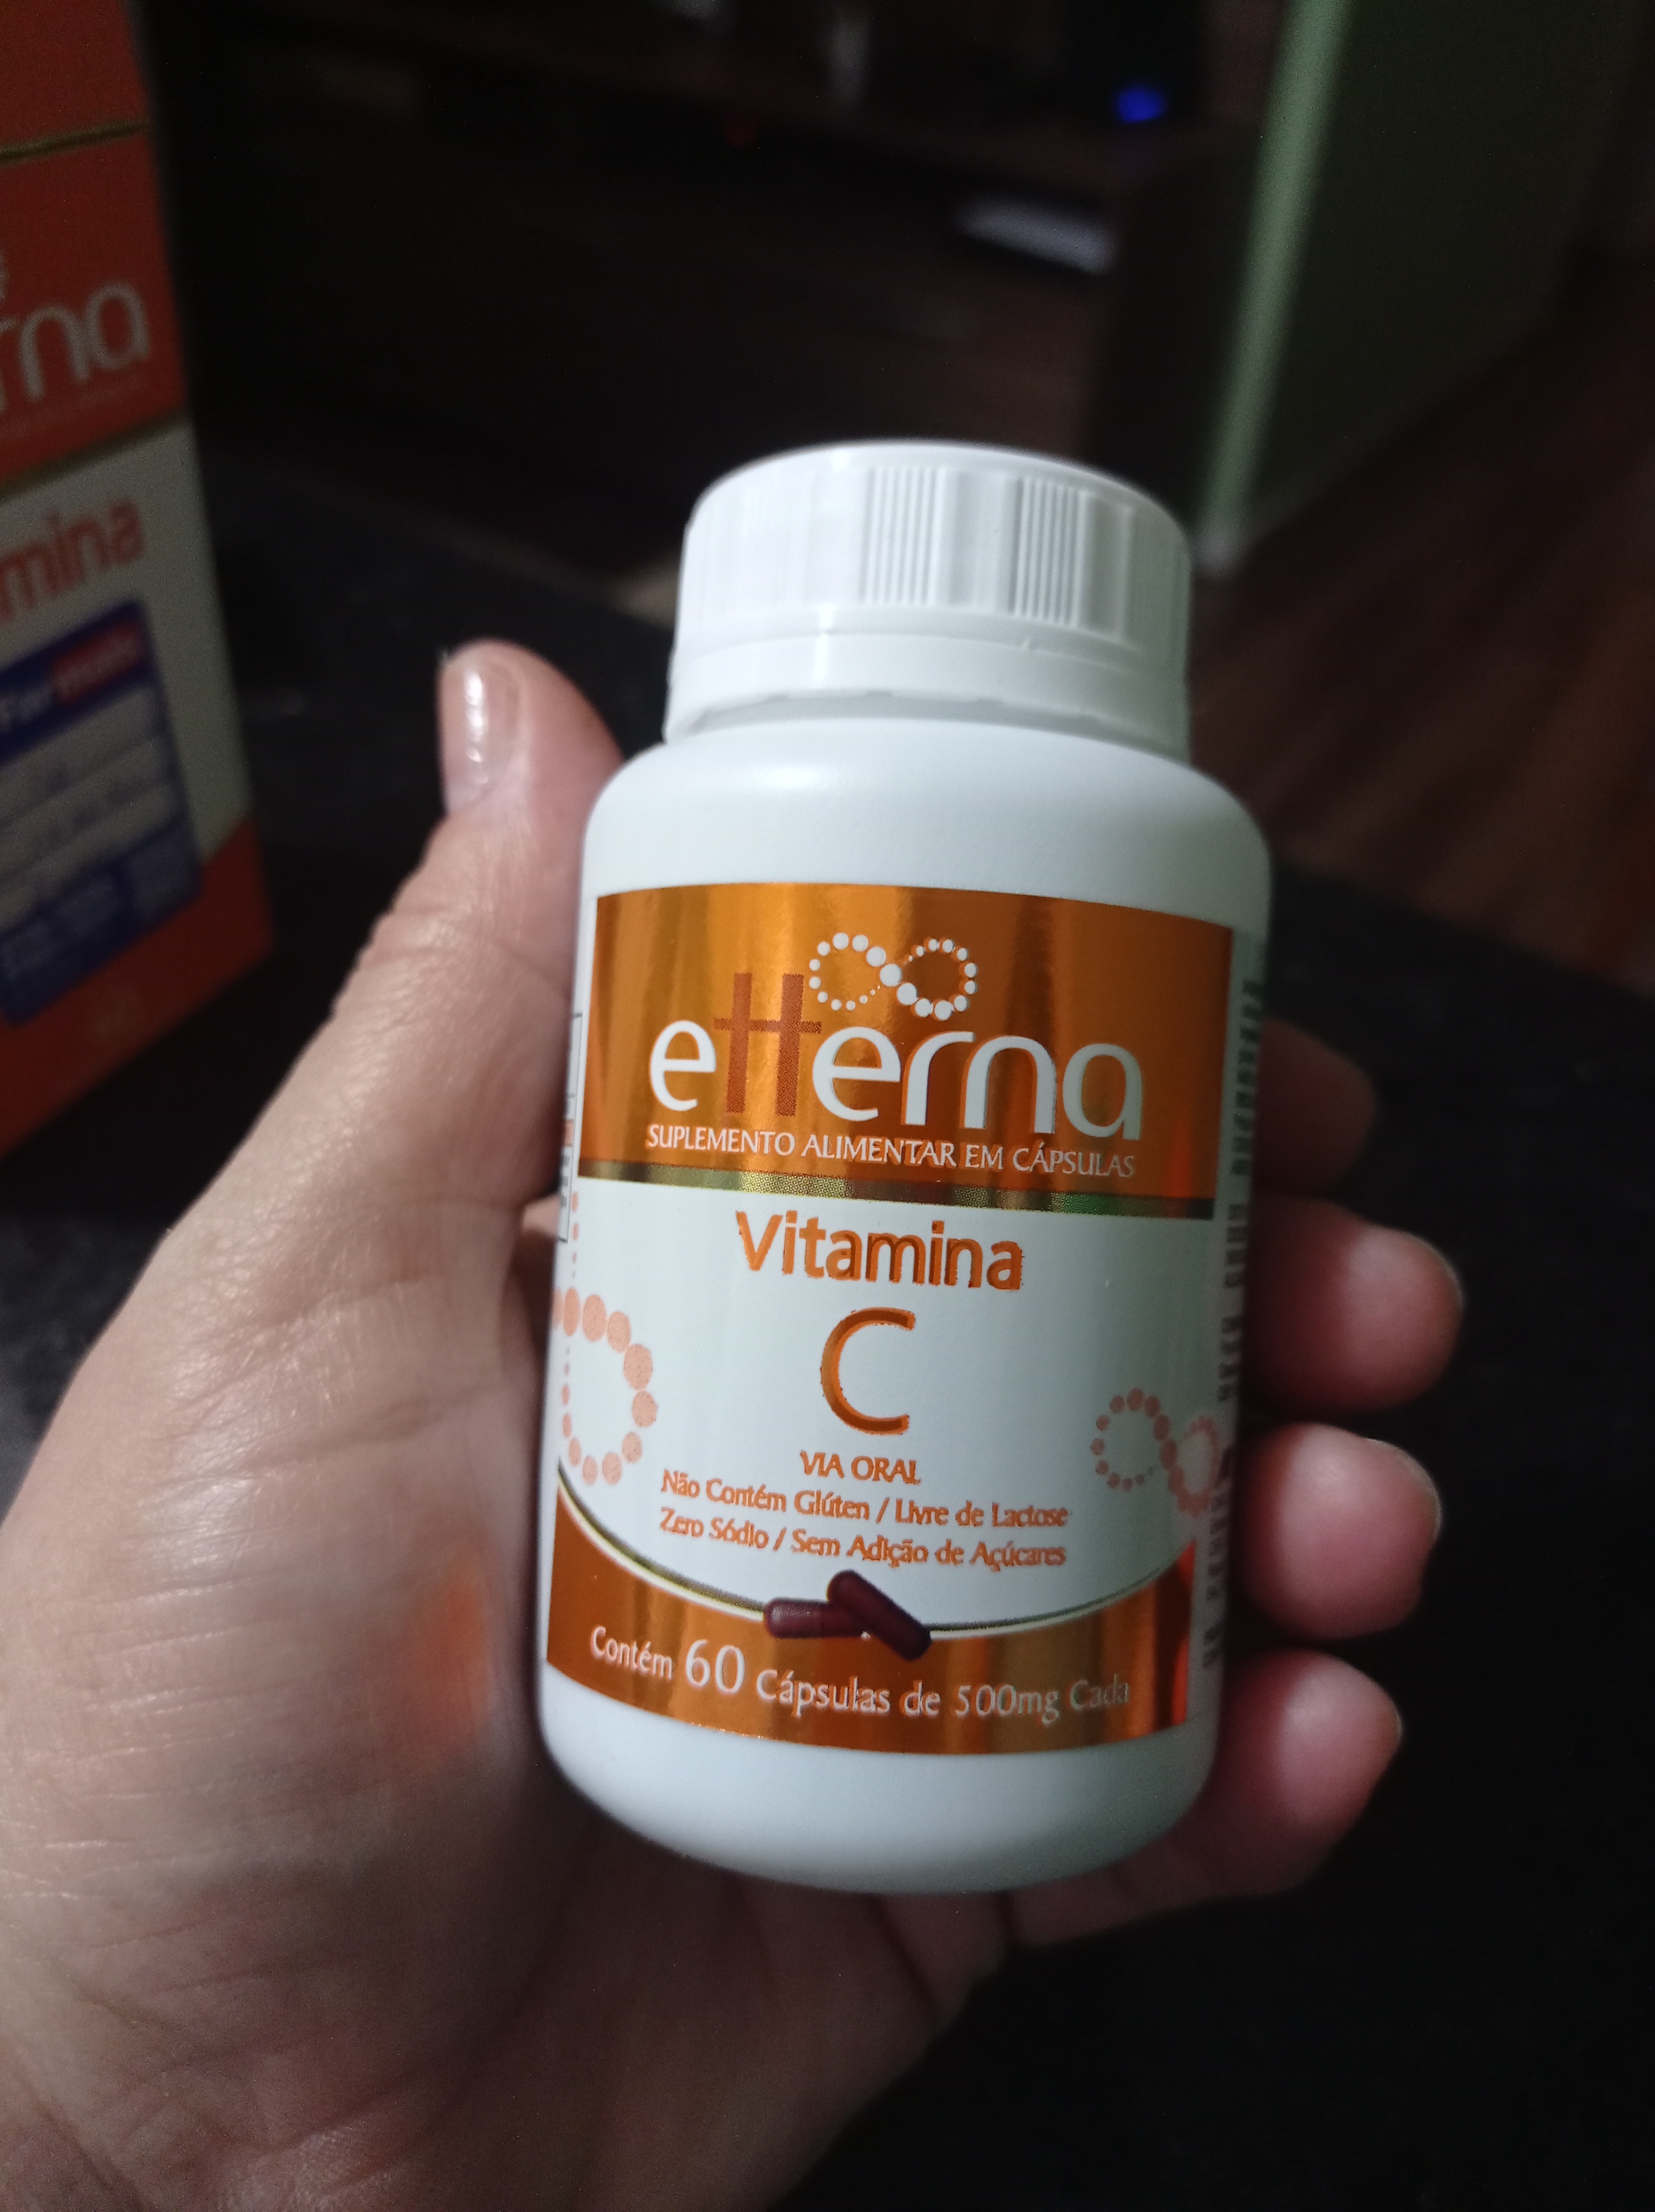 etterna
SUPLEMENTO ALIMENTAR EM CÁPSULAS
Vitamina
C
VIA ORAL
Não Contém Glúten / Livre de Lactose
Zero Sódio / Sem Adição de Açúcares
Contém 60 Cápsulas de 500mg Cada
rna
mina